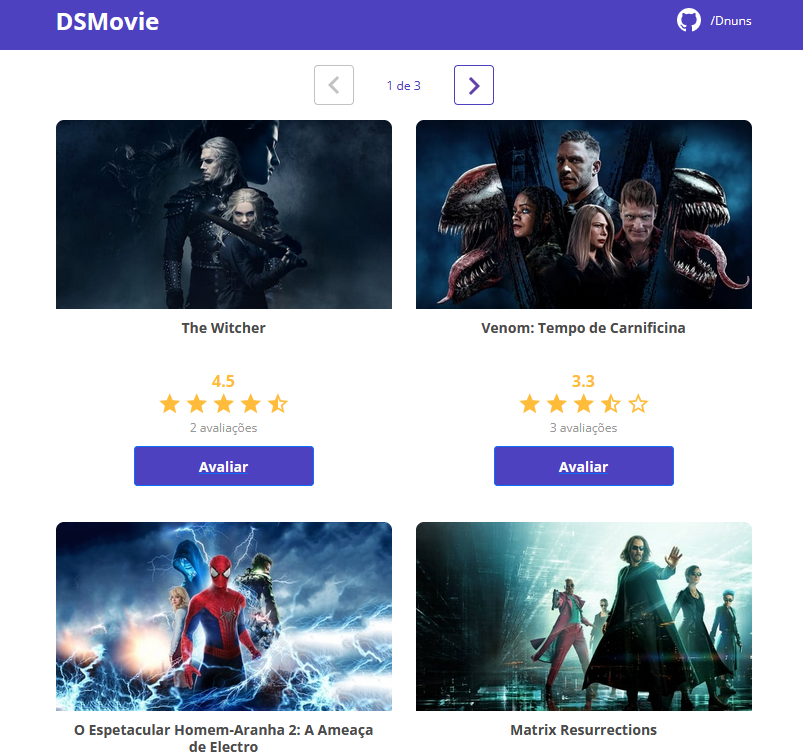 DSMovie
/Dnuns
1 de 3
The Witcher
Venom: Tempo de Carnificina
4.5
3.3
2 avaliações
3 avaliações
Avaliar
Avaliar
O Espetacular Homem-Aranha 2: A Ameaça
de Electro
Matrix Resurrections